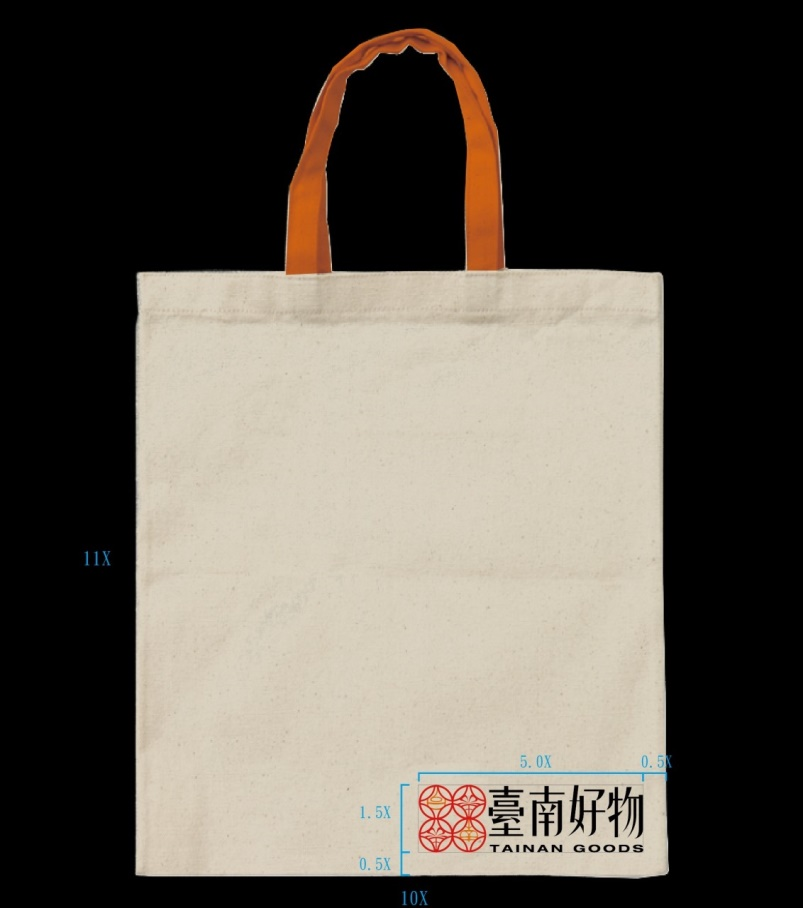 11X
5.0X
0.5X
1.5X
臺南好物
TAINAN GOODS
0.5X
10X